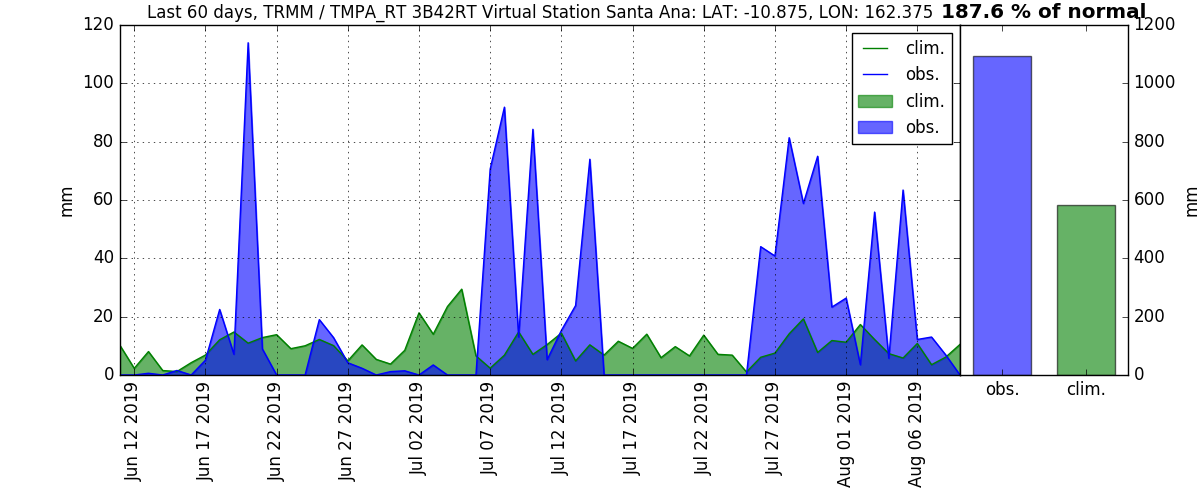 Last 60 days, TRMM / TMPA_RT 3B42RT Virtual Station Santa Ana: LAT: -10.875, LON: 162.375 187.6 % of normal
120
100
80
60
40
20
0
mm
clim.
obs.
clim.
obs.
1200
1000
800
600
400
200
0
mm
Jun 12 2019
Jun 17 2019
Jun 22 2019
Jun 27 2019
Jul 02 2019
Jul 07 2019
Jul 12 2019
Jul 17 2019
Jul 22 2019
Jul 27 2019
Aug 01 2019
Aug 06 2019
obs.
clim.